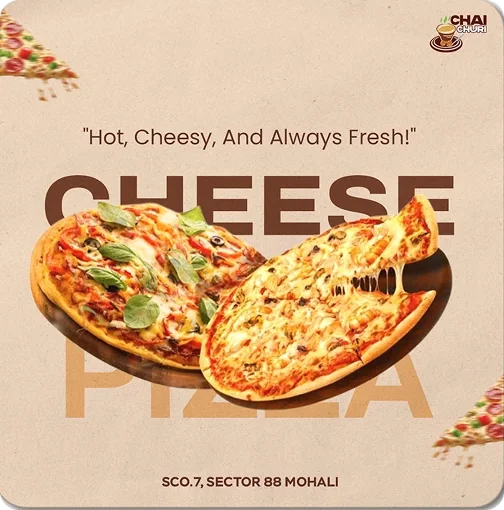 CHAI
CHURI
"Hot, Cheesy, And Always Fresh!"
CHEESE
PIZZA
SCO.7, SECTOR 88 MOHALI